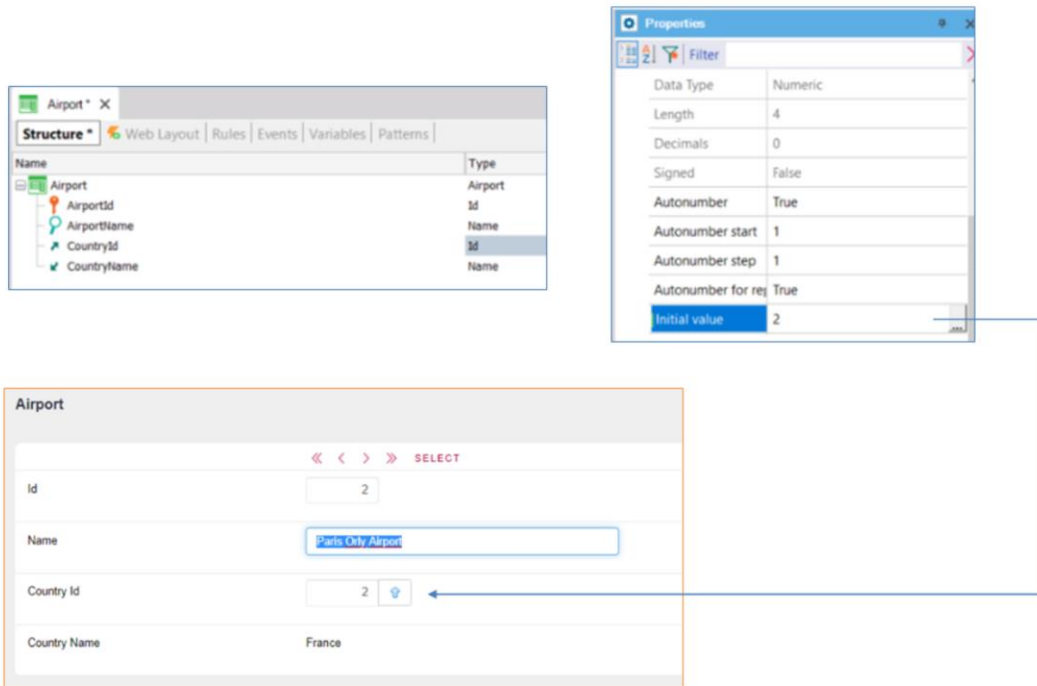 Properties
Filter
Data Type Numeric
Length 4
Decimals 0
Signed False
Autonumber True
Autonumber start 1
Autonumber step 1
Autonumber for rep True
Initial value 2 ...
Airport * X
Structure * Web Layout Rules Events Variables Patterns
Name Type
Airport Airport
AirportId Id
AirportName Name
CountryId Id
CountryName Name
Airport
SELECT
Id 2
Name Paris Orly Airport
Country Id 2
Country Name France